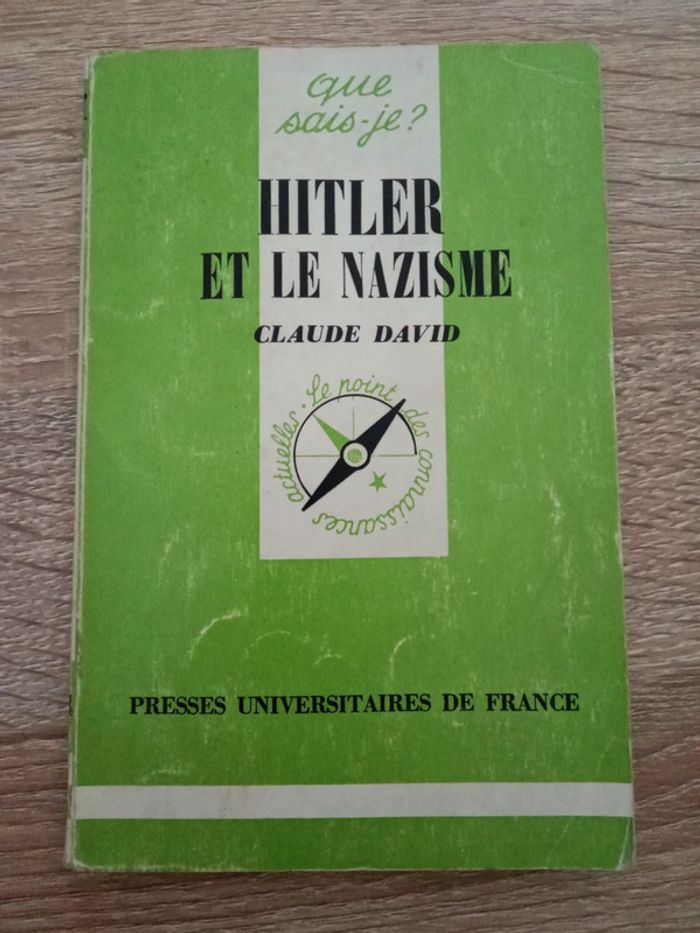 que
sais-je?
HITLER
ET LE NAZISME
CLAUDE DAVID
Le point des connaissances actuelles.
PRESSES UNIVERSITAIRES DE FRANCE